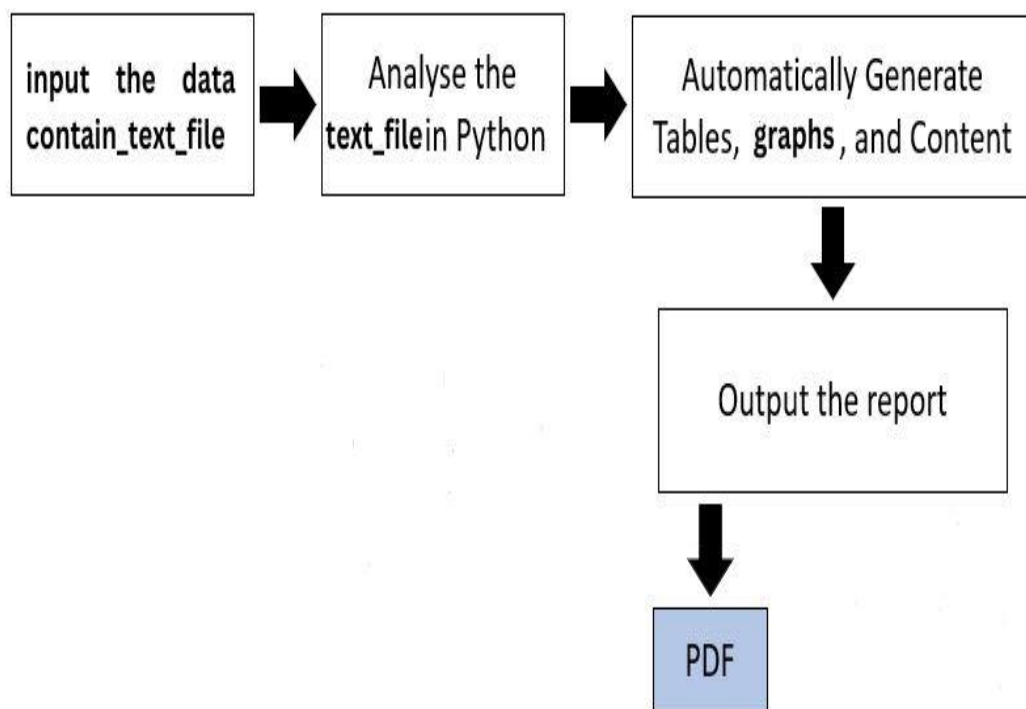 input the data
contain_text_file
Analyse the
text_file in Python
Automatically Generate
Tables, graphs, and Content
Output the report
PDF